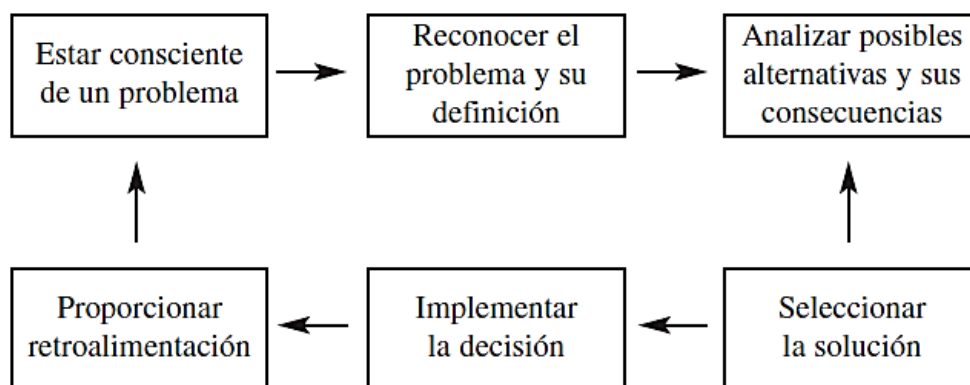 Estar consciente
de un problema
Reconocer el
problema y su
definición
Analizar posibles
alternativas y sus
consecuencias
Proporcionar
retroalimentación
Implementar
la decisión
Seleccionar
la solución